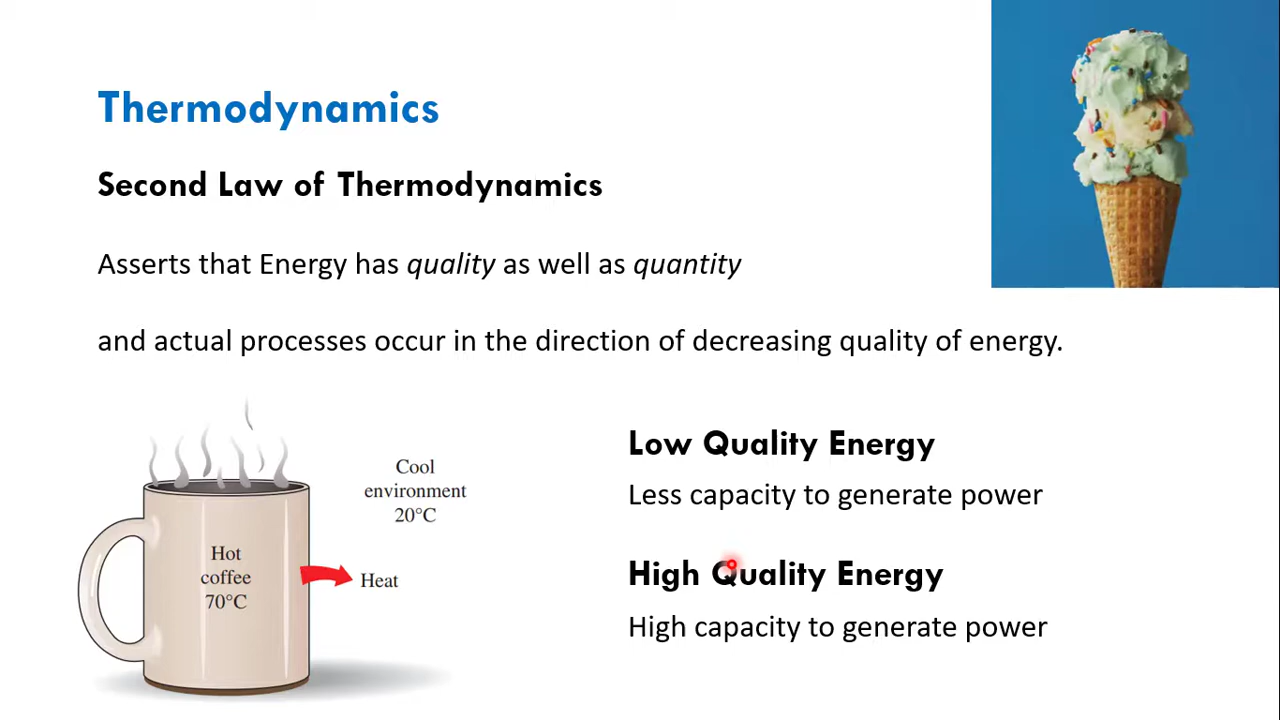 Thermodynamics
Second Law of Thermodynamics
Asserts that Energy has quality as well as quantity
and actual processes occur in the direction of decreasing quality of energy.
Cool
environment
20°C
Hot
coffee
70°C
Heat
Low Quality Energy
Less capacity to generate power
High Quality Energy
High capacity to generate power